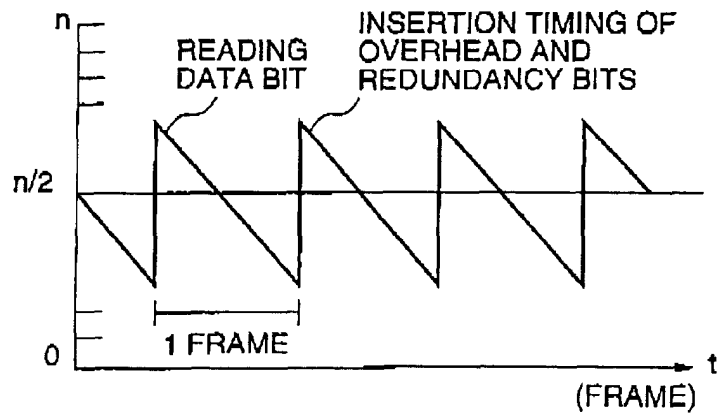 n
READING
DATA BIT
INSERTION TIMING OF
OVERHEAD AND
REDUNDANCY BITS
n/2
1 FRAME
0
t
(FRAME)